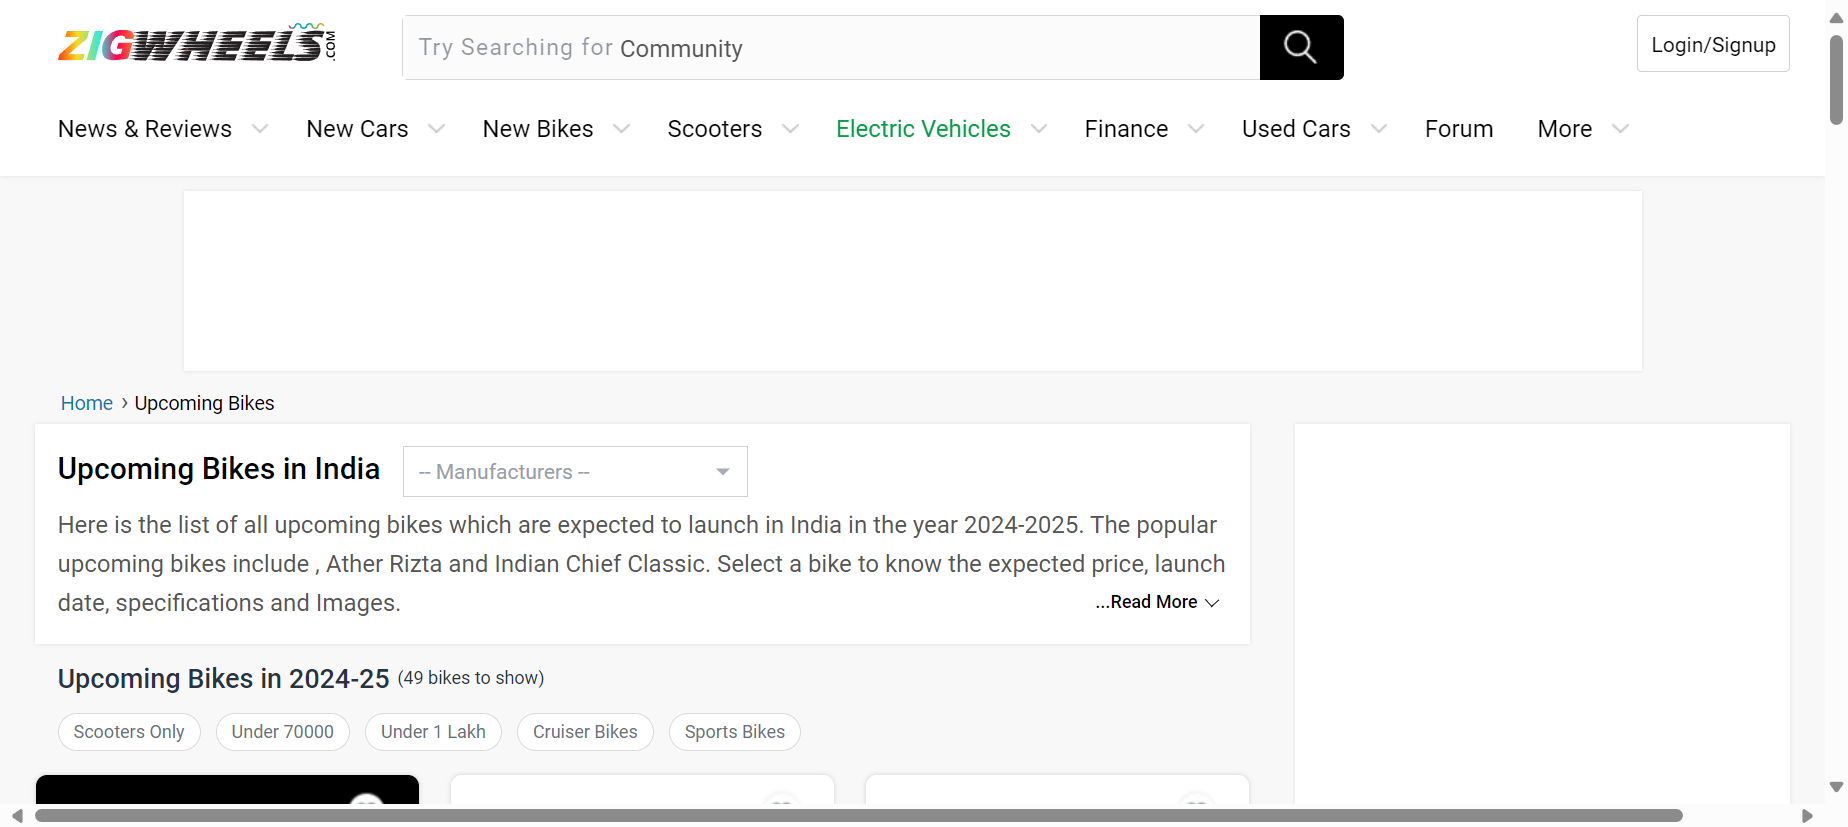 ZIGWHEELS.COM
Try Searching for Community
Login/Signup
News & Reviews New Cars New Bikes Scooters Electric Vehicles Finance Used Cars Forum More
Home › Upcoming Bikes
Upcoming Bikes in India
-- Manufacturers --
Here is the list of all upcoming bikes which are expected to launch in India in the year 2024-2025. The popular
upcoming bikes include , Ather Rizta and Indian Chief Classic. Select a bike to know the expected price, launch
date, specifications and Images.
...Read More
Upcoming Bikes in 2024-25 (49 bikes to show)
Scooters Only Under 70000 Under 1 Lakh Cruiser Bikes Sports Bikes